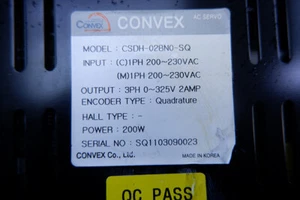 CONVEX CONVEX AC SERVO
MODEL : CSDH-02BN0-SQ
INPUT : (C)1PH 200~230VAC
(M)1PH 200~230VAC
OUTPUT : 3PH 0~325V 2AMP
ENCODER TYPE : Quadrature
HALL TYPE : -
POWER : 200W
SERIAL NO : SQ1103090023
CONVEX Co., Ltd. MADE IN KOREA
QC PASS